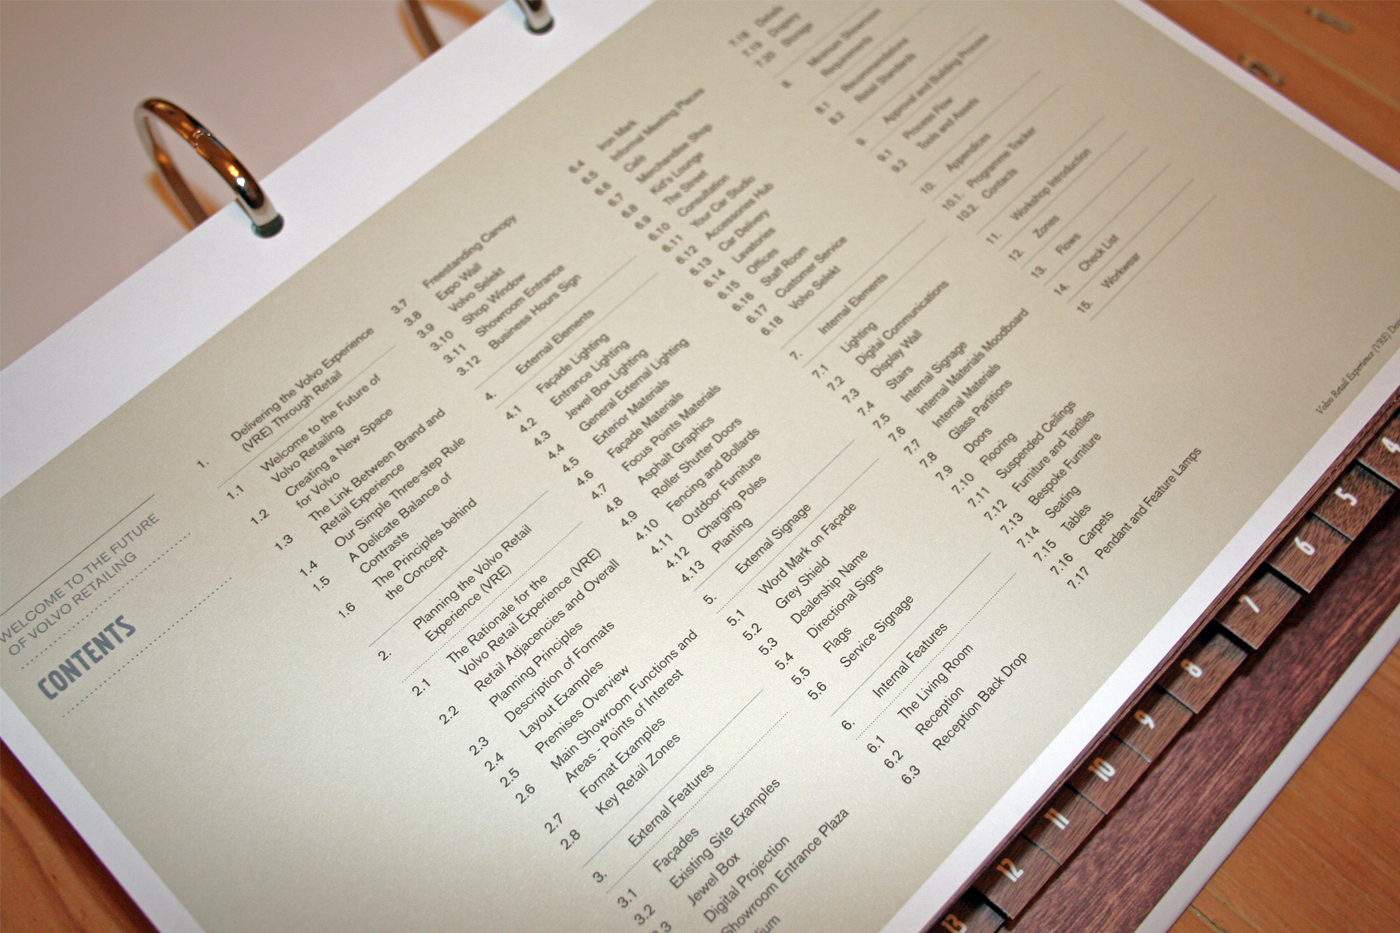 WELCOME TO THE FUTURE
OF VOLVO RETAILING
CONTENTS
1. Delivering the Volvo Experience
(VRE) Through Retail
1.1 Welcome to the Future of
Volvo Retailing
1.2 Creating a New Space
for Volvo
1.3 The Link Between Brand and
Retail Experience
1.4 Our Simple Three-step Rule
1.5 A Delicate Balance of
Contrasts
1.6 The Principles behind
the Concept
2. Planning the Volvo Retail
Experience (VRE)
2.1 The Rationale for the
Volvo Retail Experience (VRE)
2.2 Retail Adjacencies and Overall
Planning Principles
2.3 Description of Formats
2.4 Layout Examples
2.5 Premises Overview
2.6 Main Showroom Functions and
Areas - Points of Interest
2.7 Format Examples
2.8 Key Retail Zones
3. External Features
3.1 Façades
3.2 Existing Site Examples
3.3 Jewel Box
Digital Projection
Showroom Entrance Plaza
3.7 Freestanding Canopy
3.8 Expo Wall
3.9 Volvo Selekt
3.10 Shop Window
3.11 Showroom Entrance
3.12 Business Hours Sign
4. External Elements
4.1 Façade Lighting
4.2 Entrance Lighting
4.3 Jewel Box Lighting
4.4 General External Lighting
4.5 Exterior Materials
4.6 Façade Materials
4.7 Focus Points Materials
4.8 Asphalt Graphics
4.9 Roller Shutter Doors
4.10 Fencing and Bollards
4.11 Outdoor Furniture
4.12 Charging Poles
4.13 Planting
5. External Signage
5.1 Word Mark on Façade
5.2 Grey Shield
5.3 Dealership Name
5.4 Directional Signs
5.5 Flags
5.6 Service Signage
6. Internal Features
6.1 The Living Room
6.2 Reception
6.3 Reception Back Drop
6.4 Iron Mark
6.5 Internal Meeting Places
6.6 Café
6.7 Merchandise Shop
6.8 Kid's Lounge
6.9 The Street
6.10 Consultation
6.11 Your Car Studio
6.12 Accessories Hub
6.13 Car Delivery
6.14 Lavatories
6.15 Offices
6.16 Staff Room
6.17 Customer Service
6.18 Volvo Selekt
7. Internal Elements
7.1 Lighting
7.2 Digital Communications
7.3 Display Wall
7.4 Stairs
7.5 Internal Signage
7.6 Internal Materials Moodboard
7.7 Internal Materials
7.8 Glass Partitions
7.9 Doors
7.10 Flooring
7.11 Suspended Ceilings
7.12 Furniture and Textiles
7.13 Bespoke Furniture
7.14 Seating
7.15 Tables
7.16 Carpets
7.17 Pendant and Feature Lamps
7.18 Details
7.19
7.20 Storage
8. Minimum Showroom
Requirements
8.1 Recommendations
8.2 Retail Standards
9. Approval and Building Process
9.1 Process Flow
9.2 Tools and Assets
10. Appendices
10.1. Programme Tracker
10.2. Contacts
11. Workshop Introduction
12. Zones
13. Flows
14. Check List
15. Workwear
Volvo Retail Experience (VRE)
4
5
6
7
8
9
10
11
12
13